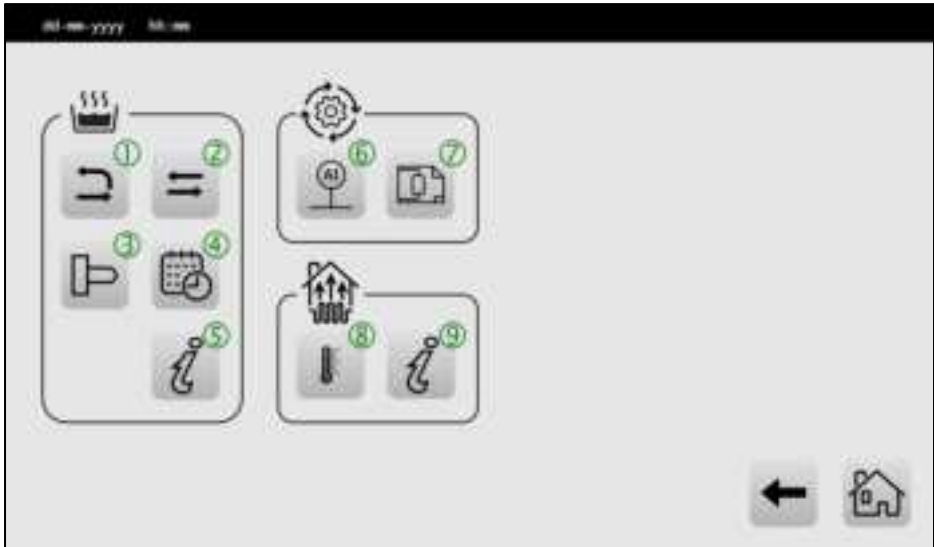 dd-mm-yyyy hh:mm
① ②
⑥ ⑦
AI
③ ④
⑤
⑧ ⑨